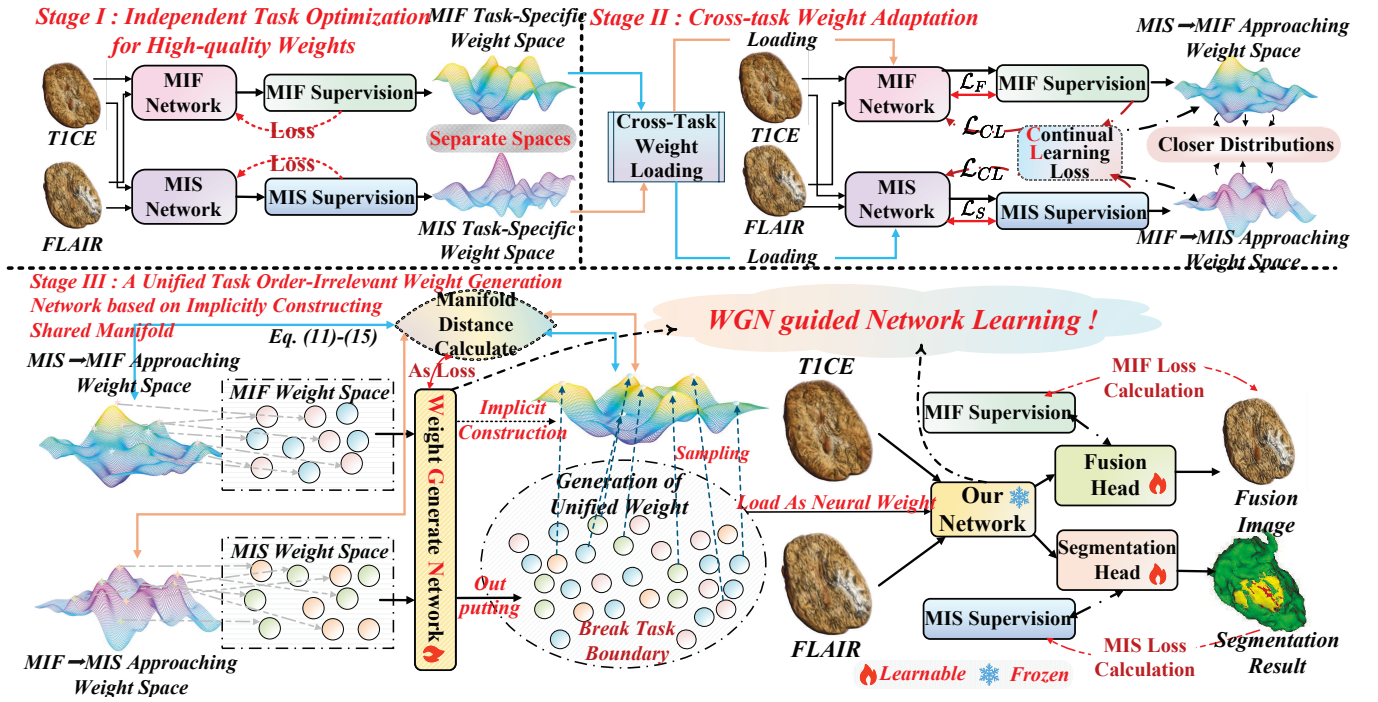 Stage I : Independent Task Optimization
for High-quality Weights
T1CE
FLAIR
MIF
Network
MIS
Network
MIF Supervision
Loss
Loss
MIS Supervision
MIF Task-Specific
Weight Space
Separate Spaces
MIS Task-Specific
Weight Space
Stage II : Cross-task Weight Adaptation
Loading
Cross-Task
Weight
Loading
Loading
T1CE
FLAIR
MIF
Network
MIS
Network
ℒF
ℒCL
ℒCL
ℒS
MIF Supervision
Continual
Learning
Loss
MIS Supervision
MIS→MIF Approaching
Weight Space
Closer Distributions
MIF→MIS Approaching
Weight Space
Stage III : A Unified Task Order-Irrelevant Weight Generation
Network based on Implicitly Constructing
Shared Manifold
Eq. (11)-(15)
Manifold
Distance
Calculate
As Loss
MIS→MIF Approaching
Weight Space
MIF Weight Space
MIS Weight Space
MIF→MIS Approaching
Weight Space
Weight Generate Network
Implicit
Construction
Sampling
Generation of
Unified Weight
Out
putting
Break Task
Boundary
Load As Neural Weight
WGN guided Network Learning !
T1CE
FLAIR
Our
Network
MIF Supervision
MIF Loss
Calculation
Fusion
Head
Fusion
Image
Segmentation
Head
MIS Supervision
MIS Loss
Calculation
Segmentation
Result
Learnable
Frozen